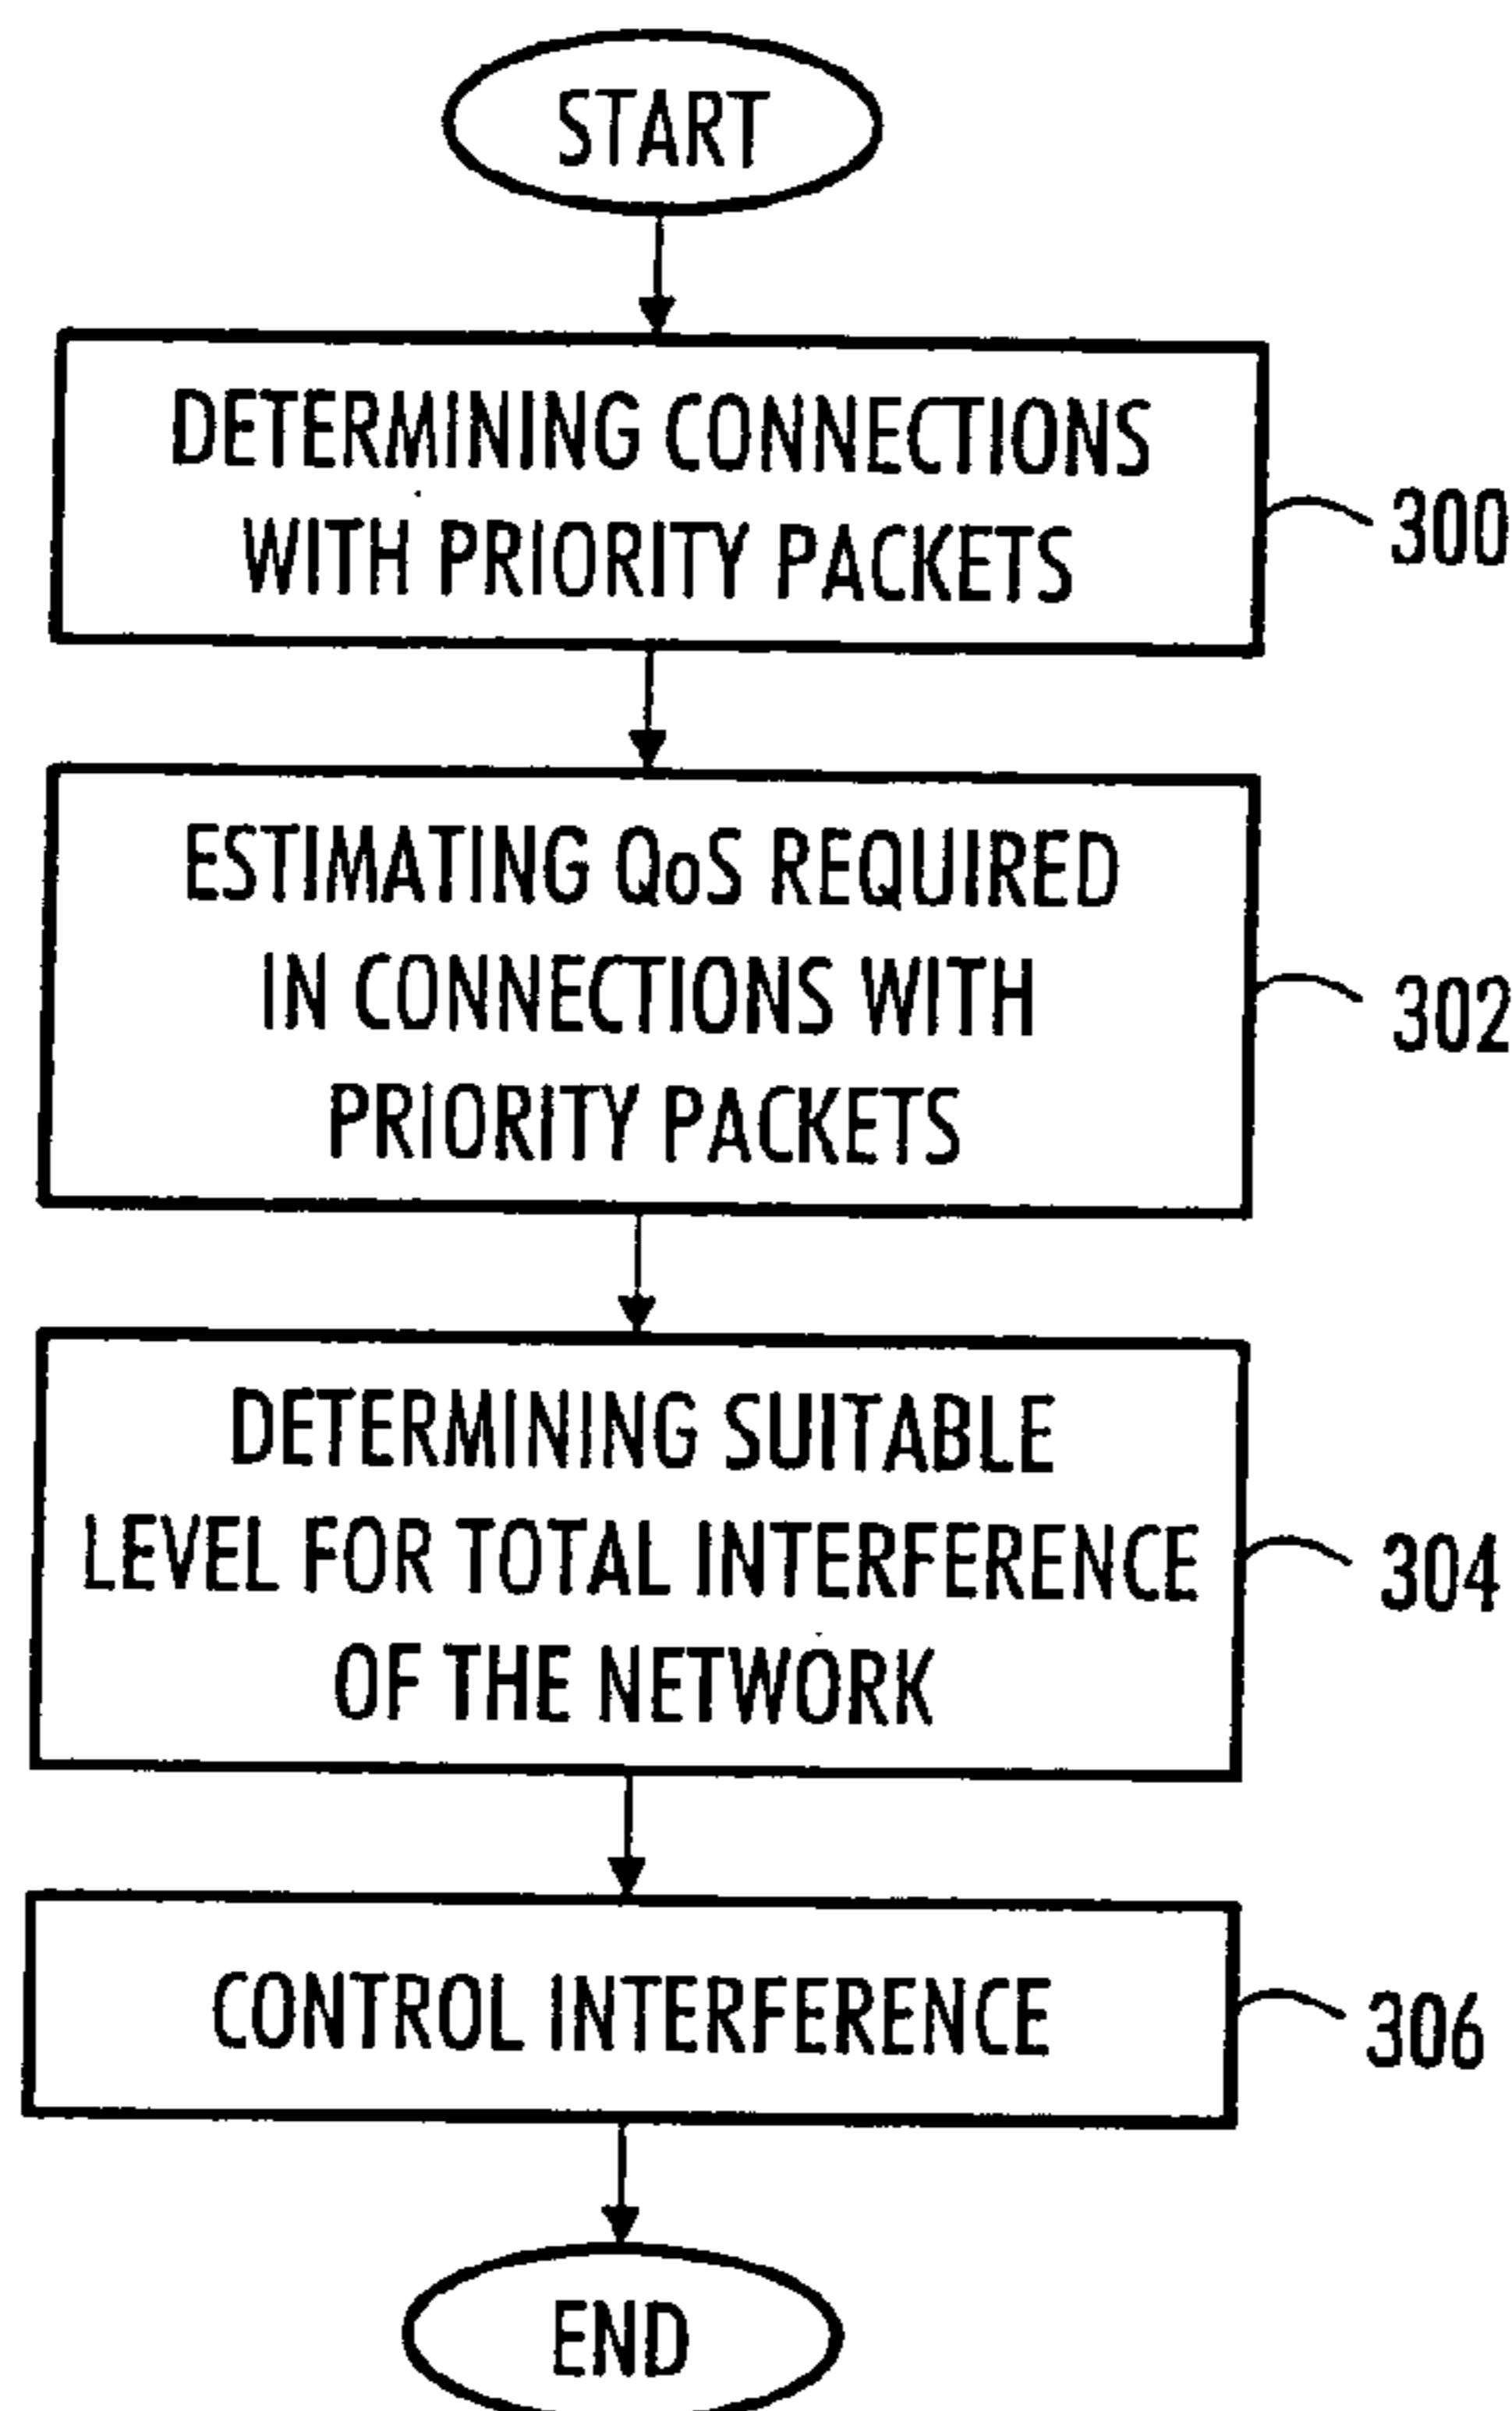 START
DETERMINING CONNECTIONS
WITH PRIORITY PACKETS
300
ESTIMATING QoS REQUIRED
IN CONNECTIONS WITH
PRIORITY PACKETS
302
DETERMINING SUITABLE
LEVEL FOR TOTAL INTERFERENCE
OF THE NETWORK
304
CONTROL INTERFERENCE
306
END